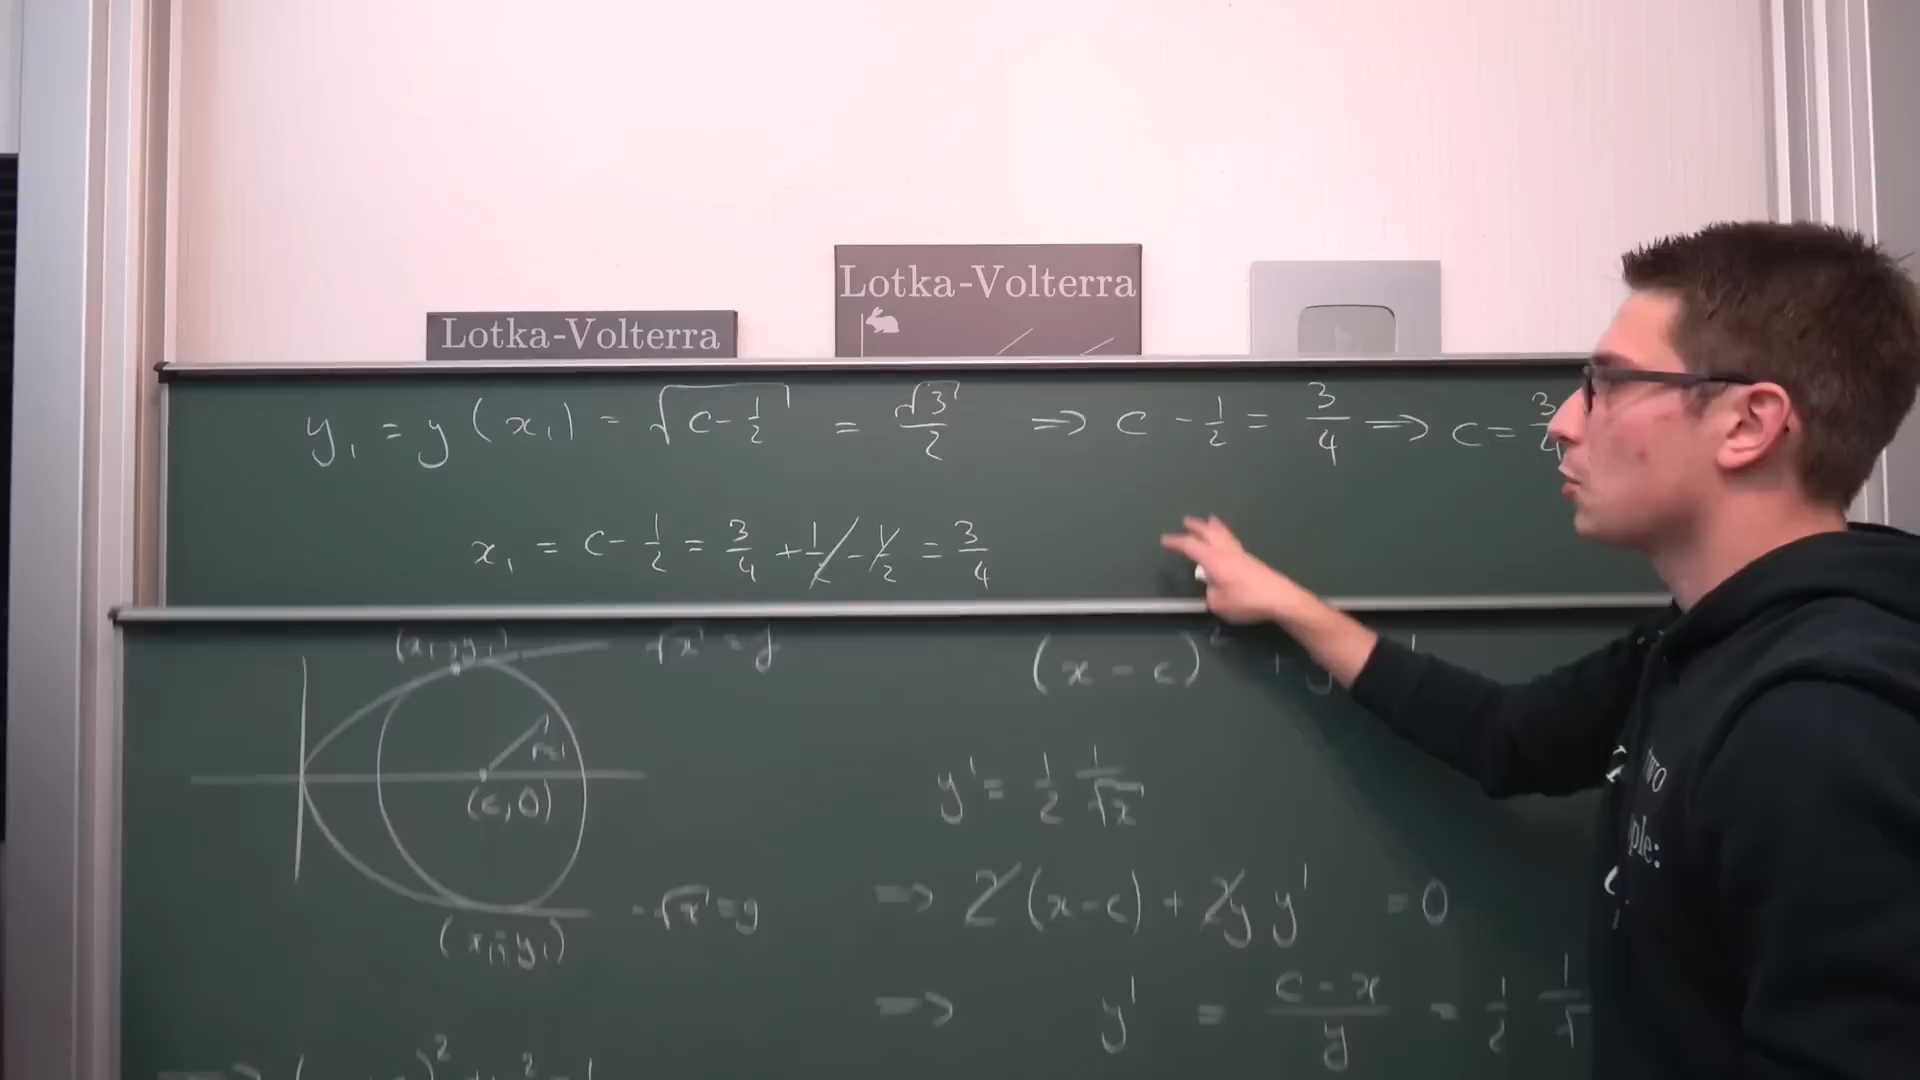 Lotka-Volterra
Lotka-Volterra
y₁ = y(x₁) = √(c - 1/2) = √3/2 ⇒ c - 1/2 = 3/4 ⇒ c = 3/4
x₁ = c - 1/2 = 3/4 + 1/2 - 1/2 = 3/4
(x₁, y₁) √x = y
r=1
(c, 0)
(x₁, -y₁) -√x = y
(x - c)² + y
y' = 1/2 1/√x
⇒ 2(x-c) + 2y y' = 0
⇒ y' = (c - x)/y = 1/2 1/√